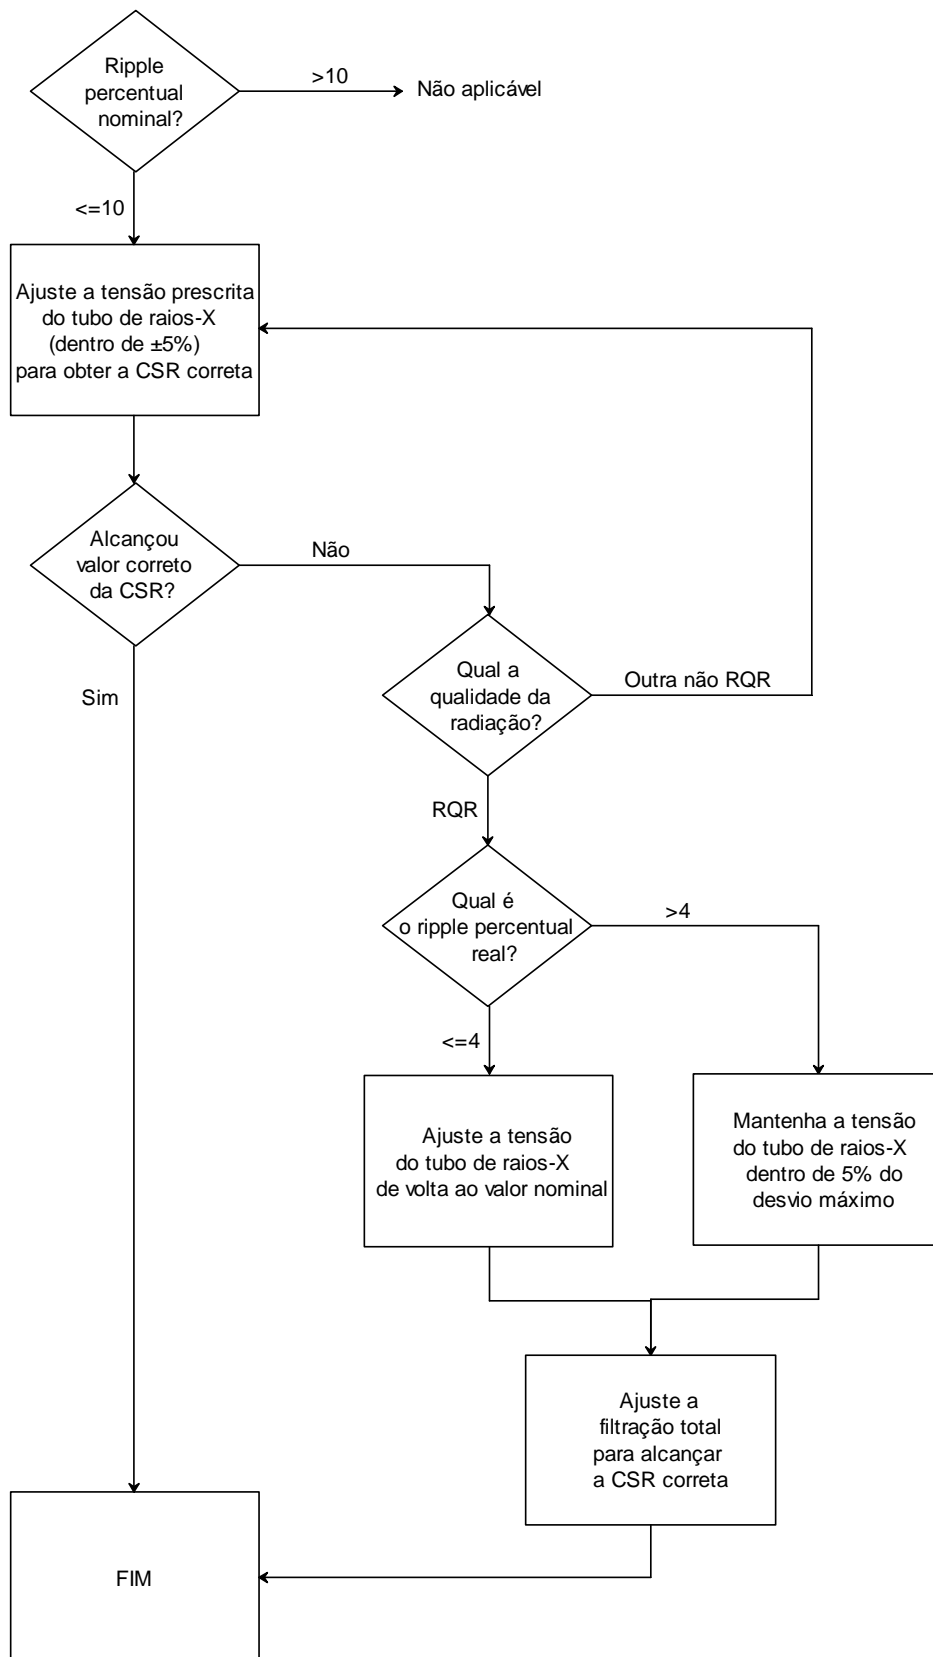 Ripple
percentual
nominal?
>10
Não aplicável
<=10
Ajuste a tensão prescrita
do tubo de raios-X
(dentro de ±5%)
para obter a CSR correta
Alcançou
valor correto
da CSR?
Não
Sim
Qual a
qualidade da
radiação?
Outra não RQR
RQR
Qual é
o ripple percentual
real?
>4
<=4
Ajuste a tensão
do tubo de raios-X
de volta ao valor nominal
Mantenha a tensão
do tubo de raios-X
dentro de 5% do
desvio máximo
Ajuste a
filtração total
para alcançar
a CSR correta
FIM